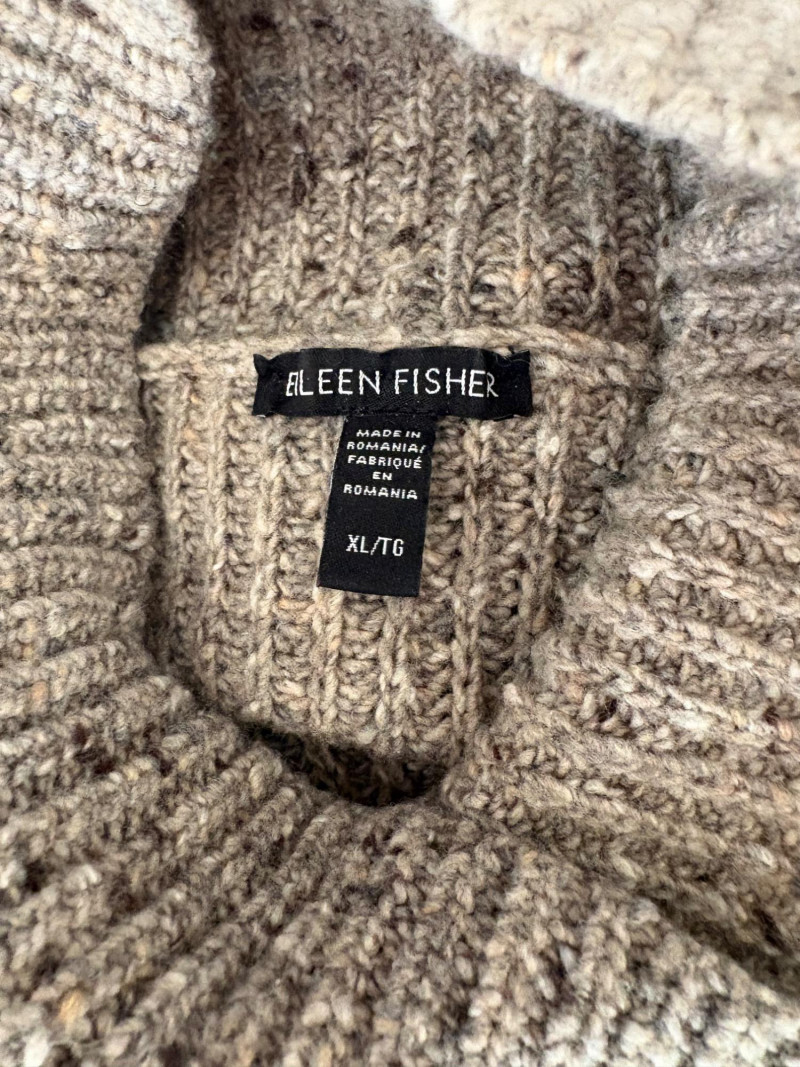 EILEEN FISHER
MADE IN
ROMANIA/
FABRIQUÉ
EN
ROMANIA
XL/TG